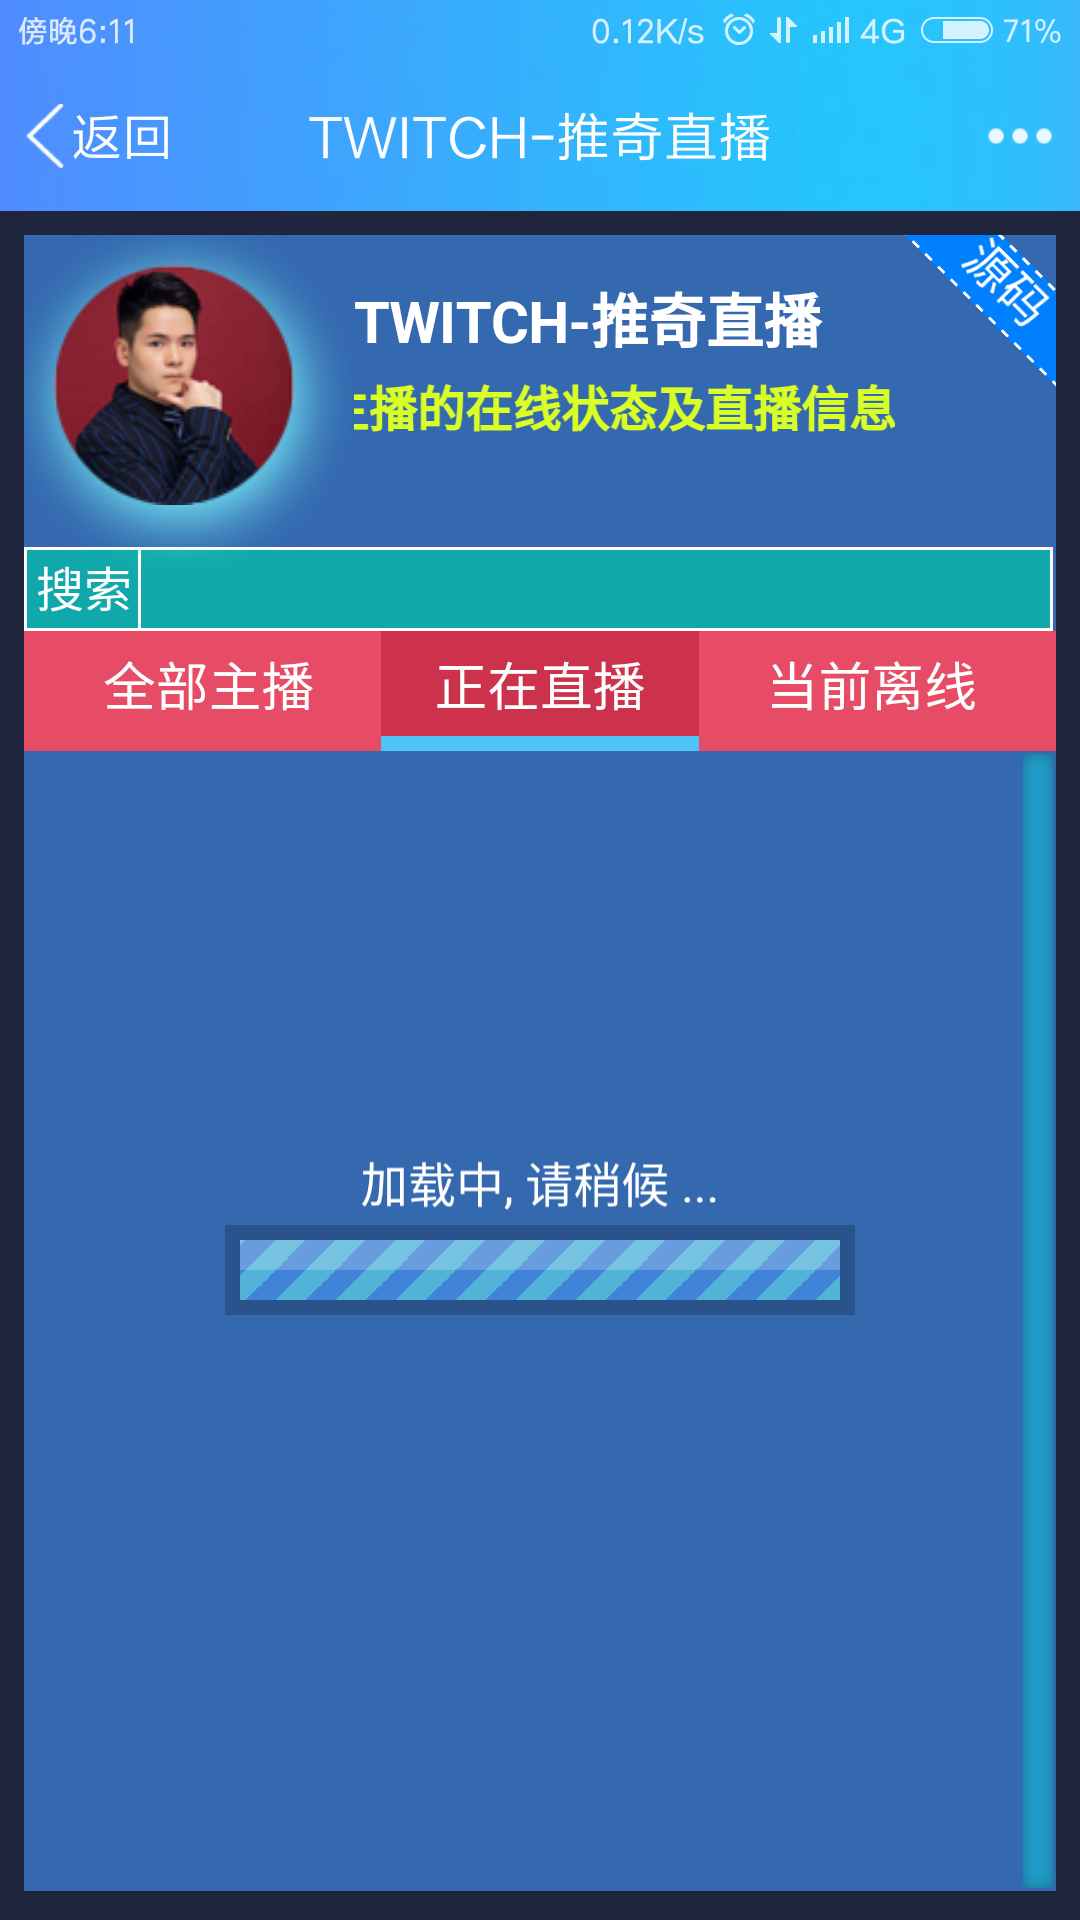 傍晚6:11 0.12K/s 4G 71%
返回 TWITCH-推奇直播
源码
TWITCH-推奇直播
播的在线状态及直播信息
搜索
全部主播 正在直播 当前离线
加载中, 请稍候 ...